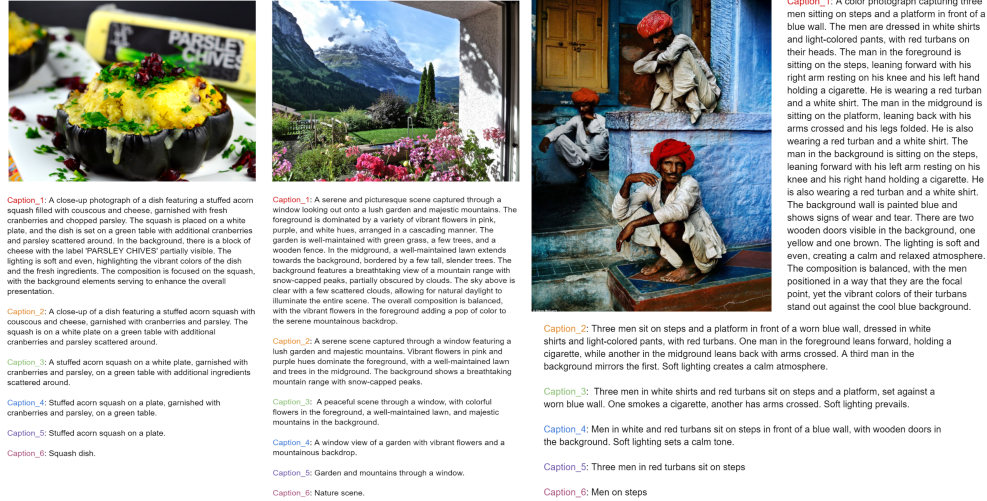 PARSLEY
CHIVES
Caption_1: A close-up photograph of a dish featuring a stuffed acorn
squash filled with couscous and cheese, garnished with fresh
cranberries and chopped parsley. The squash is placed on a white
plate, and the dish is set on a green table with additional cranberries
and parsley scattered around. In the background, there is a block of
cheese with the label 'PARSLEY CHIVES' partially visible. The
lighting is soft and even, highlighting the vibrant colors of the dish
and the fresh ingredients. The composition is focused on the squash,
with the background elements serving to enhance the overall
presentation.
Caption_2: A close-up of a dish featuring a stuffed acorn squash with
couscous and cheese, garnished with cranberries and parsley. The
squash is on a white plate on a green table with additional
cranberries and parsley scattered around.
Caption_3: A stuffed acorn squash on a white plate, garnished with
cranberries and parsley, on a green table with additional ingredients
scattered around.
Caption_4: Stuffed acorn squash on a plate, garnished with
cranberries and parsley, on a green table.
Caption_5: Stuffed acorn squash on a plate.
Caption_6: Squash dish.
Caption_1: A serene and picturesque scene captured through a
window looking out onto a lush garden and majestic mountains. The
foreground is dominated by a variety of vibrant flowers in pink,
purple, and white hues, arranged in a cascading manner. The
garden is well-maintained with green grass, a few trees, and a
wooden fence. In the midground, a well-maintained lawn extends
towards the background, bordered by a few tall, slender trees. The
background features a breathtaking view of a mountain range with
snow-capped peaks, partially obscured by clouds. The sky above is
clear with a few scattered clouds, allowing for natural daylight to
illuminate the entire scene. The overall composition is balanced,
with the vibrant flowers in the foreground adding a pop of color to
the serene mountainous backdrop.
Caption_2: A serene scene captured through a window featuring a
lush garden and majestic mountains. Vibrant flowers in pink and
purple hues dominate the foreground, with a well-maintained lawn
and trees in the midground. The background shows a breathtaking
mountain range with snow-capped peaks.
Caption_3: A peaceful scene through a window, with colorful
flowers in the foreground, a well-maintained lawn, and majestic
mountains in the background.
Caption_4: A window view of a garden with vibrant flowers and a
mountainous backdrop.
Caption_5: Garden and mountains through a window.
Caption_6: Nature scene.
Caption_1: A color photograph capturing three
men sitting on steps and a platform in front of a
blue wall. The men are dressed in white shirts
and light-colored pants, with red turbans on
their heads. The man in the foreground is
sitting on the steps, leaning forward with his
right arm resting on his knee and his left hand
holding a cigarette. He is wearing a red turban
and a white shirt. The man in the midground is
sitting on the platform, leaning back with his
arms crossed and his legs folded. He is also
wearing a red turban and a white shirt. The
man in the background is sitting on the steps,
leaning forward with his left arm resting on his
knee and his right hand holding a cigarette. He
is also wearing a red turban and a white shirt.
The background wall is painted blue and
shows signs of wear and tear. There are two
wooden doors visible in the background, one
yellow and one brown. The lighting is soft and
even, creating a calm and relaxed atmosphere.
The composition is balanced, with the men
positioned in a way that they are the focal
point, yet the vibrant colors of their turbans
stand out against the cool blue background.
Caption_2: Three men sit on steps and a platform in front of a worn blue wall, dressed in white
shirts and light-colored pants, with red turbans. One man in the foreground leans forward, holding a
cigarette, while another in the midground leans back with arms crossed. A third man in the
background mirrors the first. Soft lighting creates a calm atmosphere.
Caption_3: Three men in white shirts and red turbans sit on steps and a platform, set against a
worn blue wall. One smokes a cigarette, another has arms crossed. Soft lighting prevails.
Caption_4: Men in white and red turbans sit on steps in front of a blue wall, with wooden doors in
the background. Soft lighting sets a calm tone.
Caption_5: Three men in red turbans sit on steps
Caption_6: Men on steps